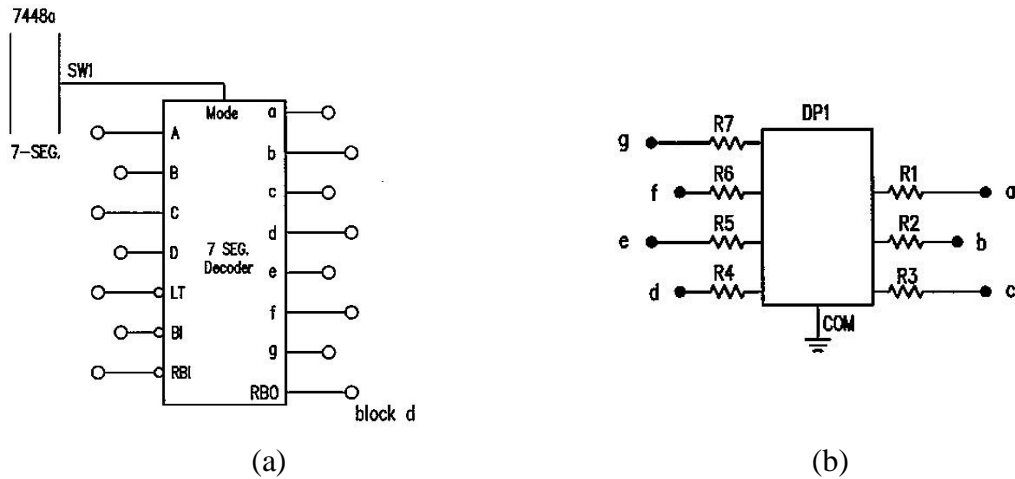 7448a
SW1
7-SEG.
Mode
A
B
C
D
LT
BI
RBI
7 SEG.
Decoder
a
b
c
d
e
f
g
RBO
block d
(a)
DP1
g
R7
f
R6
e
R5
d
R4
R1
a
R2
b
R3
c
COM
(b)